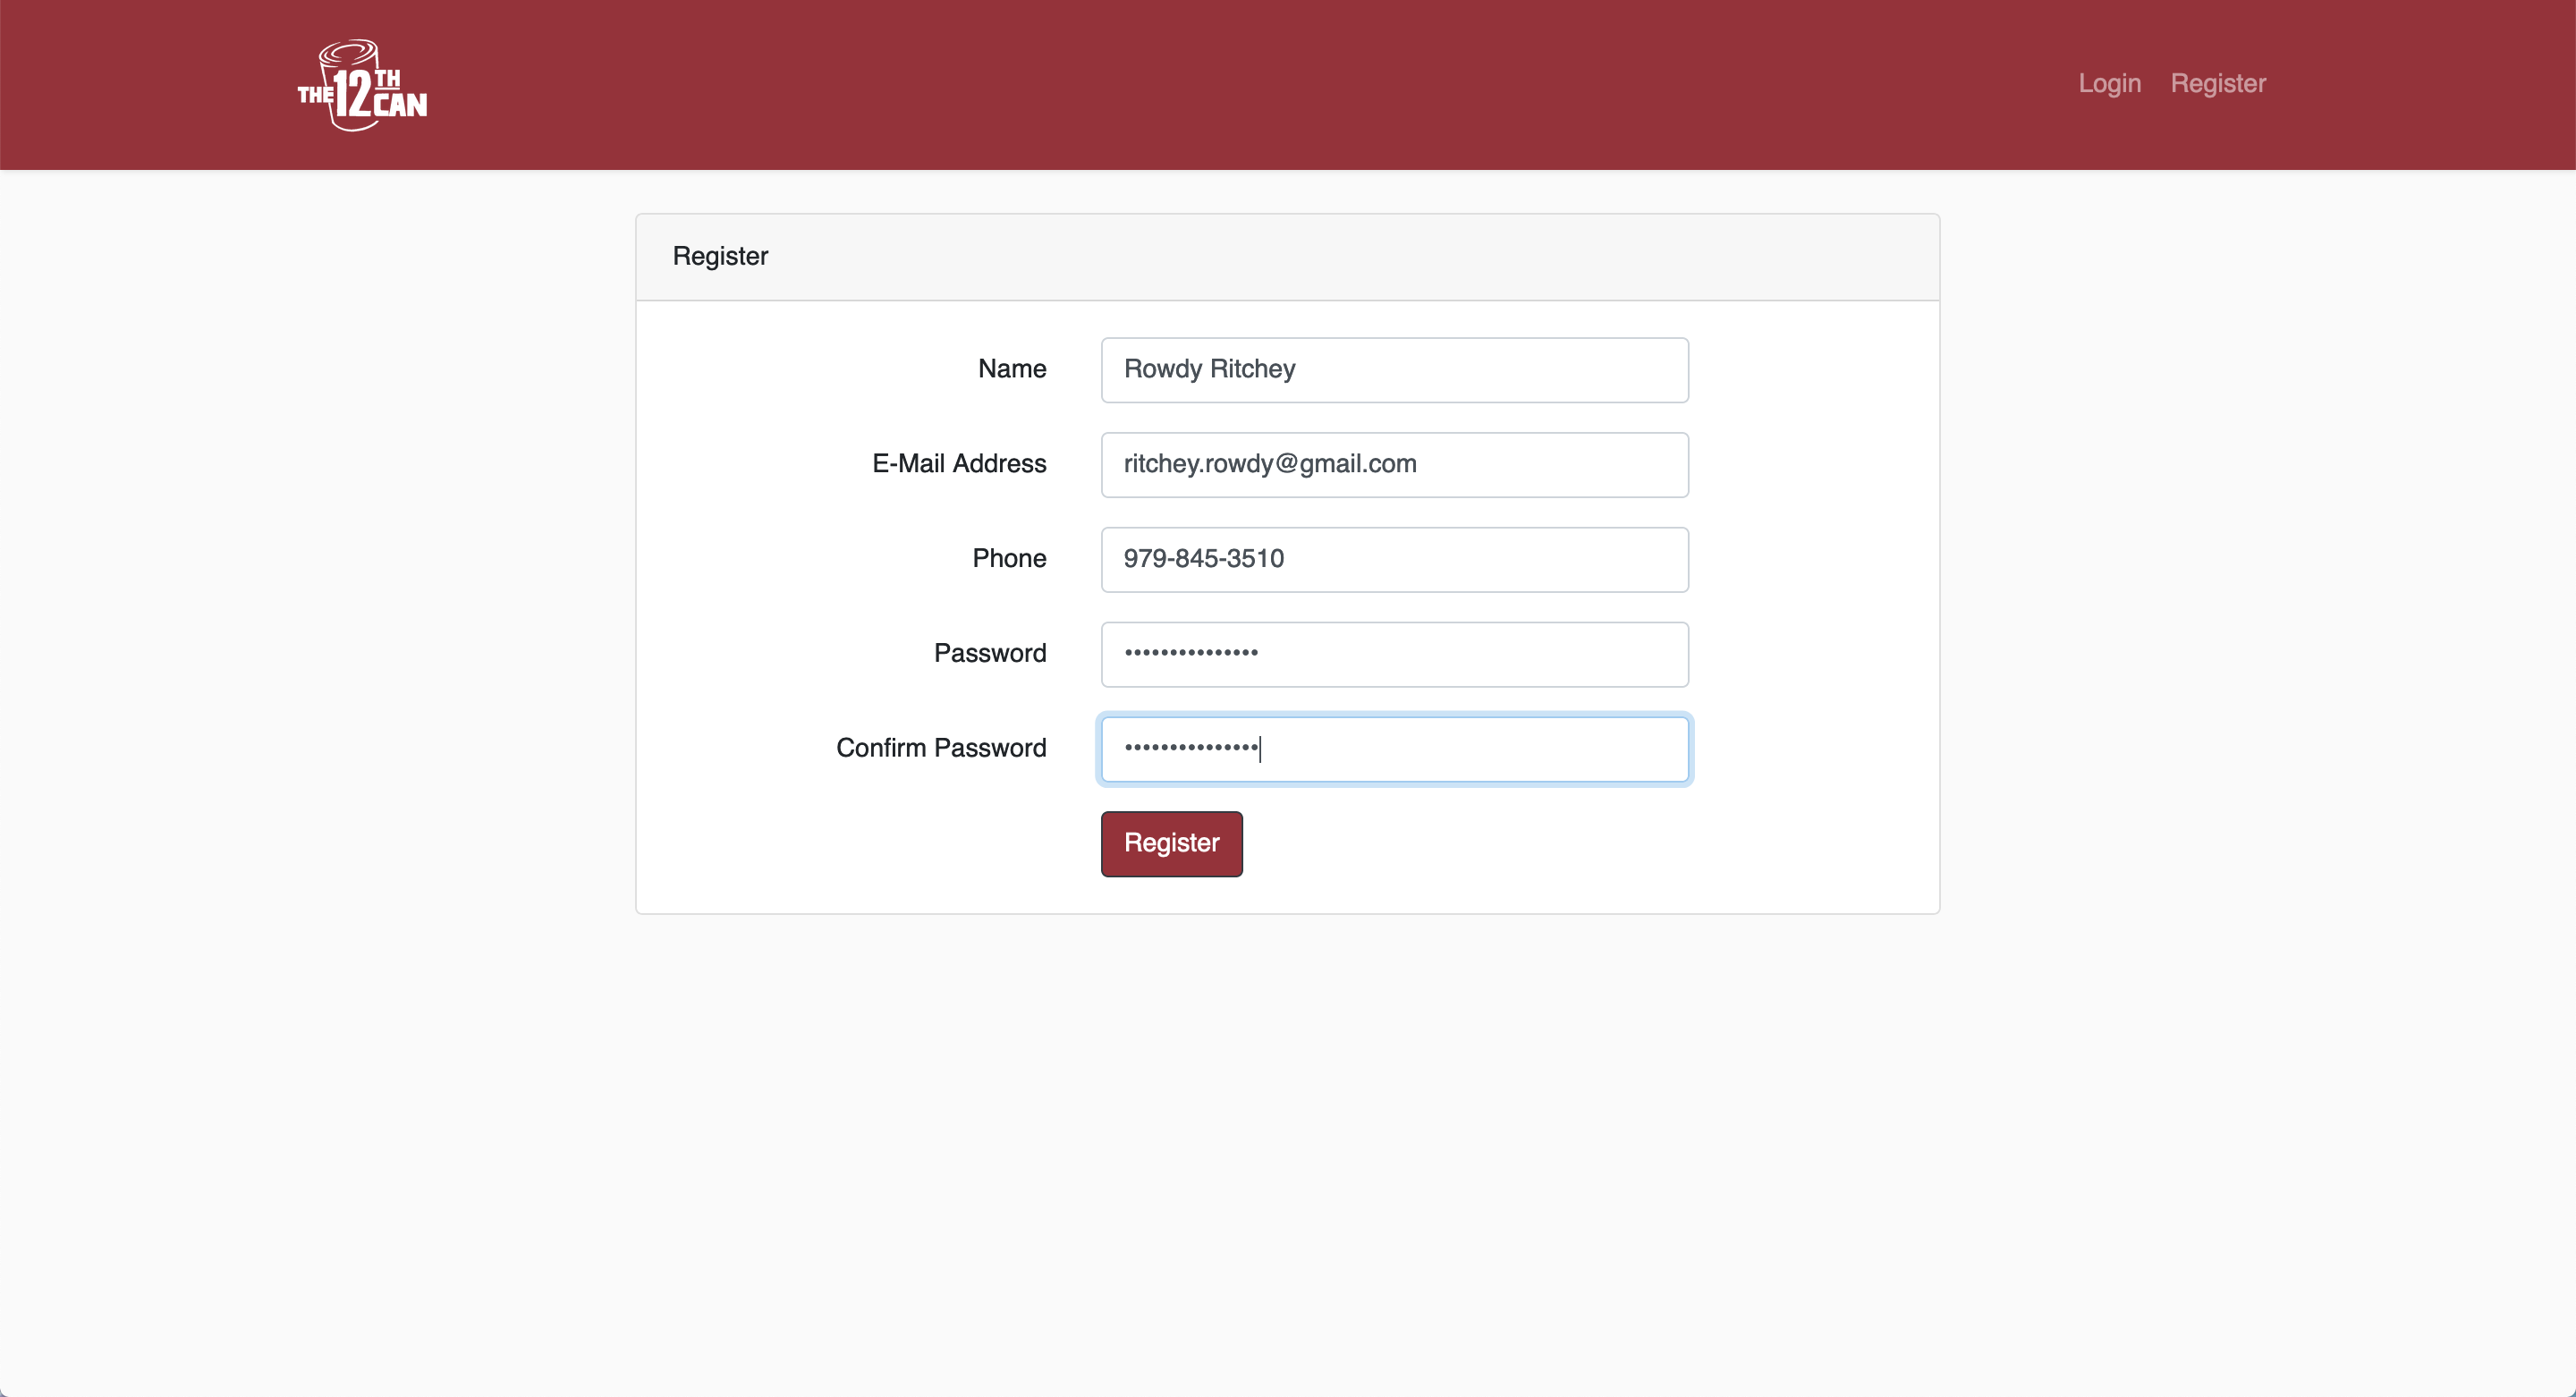 THE 12TH CAN
Login Register
Register
Name Rowdy Ritchey
E-Mail Address ritchey.rowdy@gmail.com
Phone 979-845-3510
Password •••••••••••••••
Confirm Password •••••••••••••••
Register